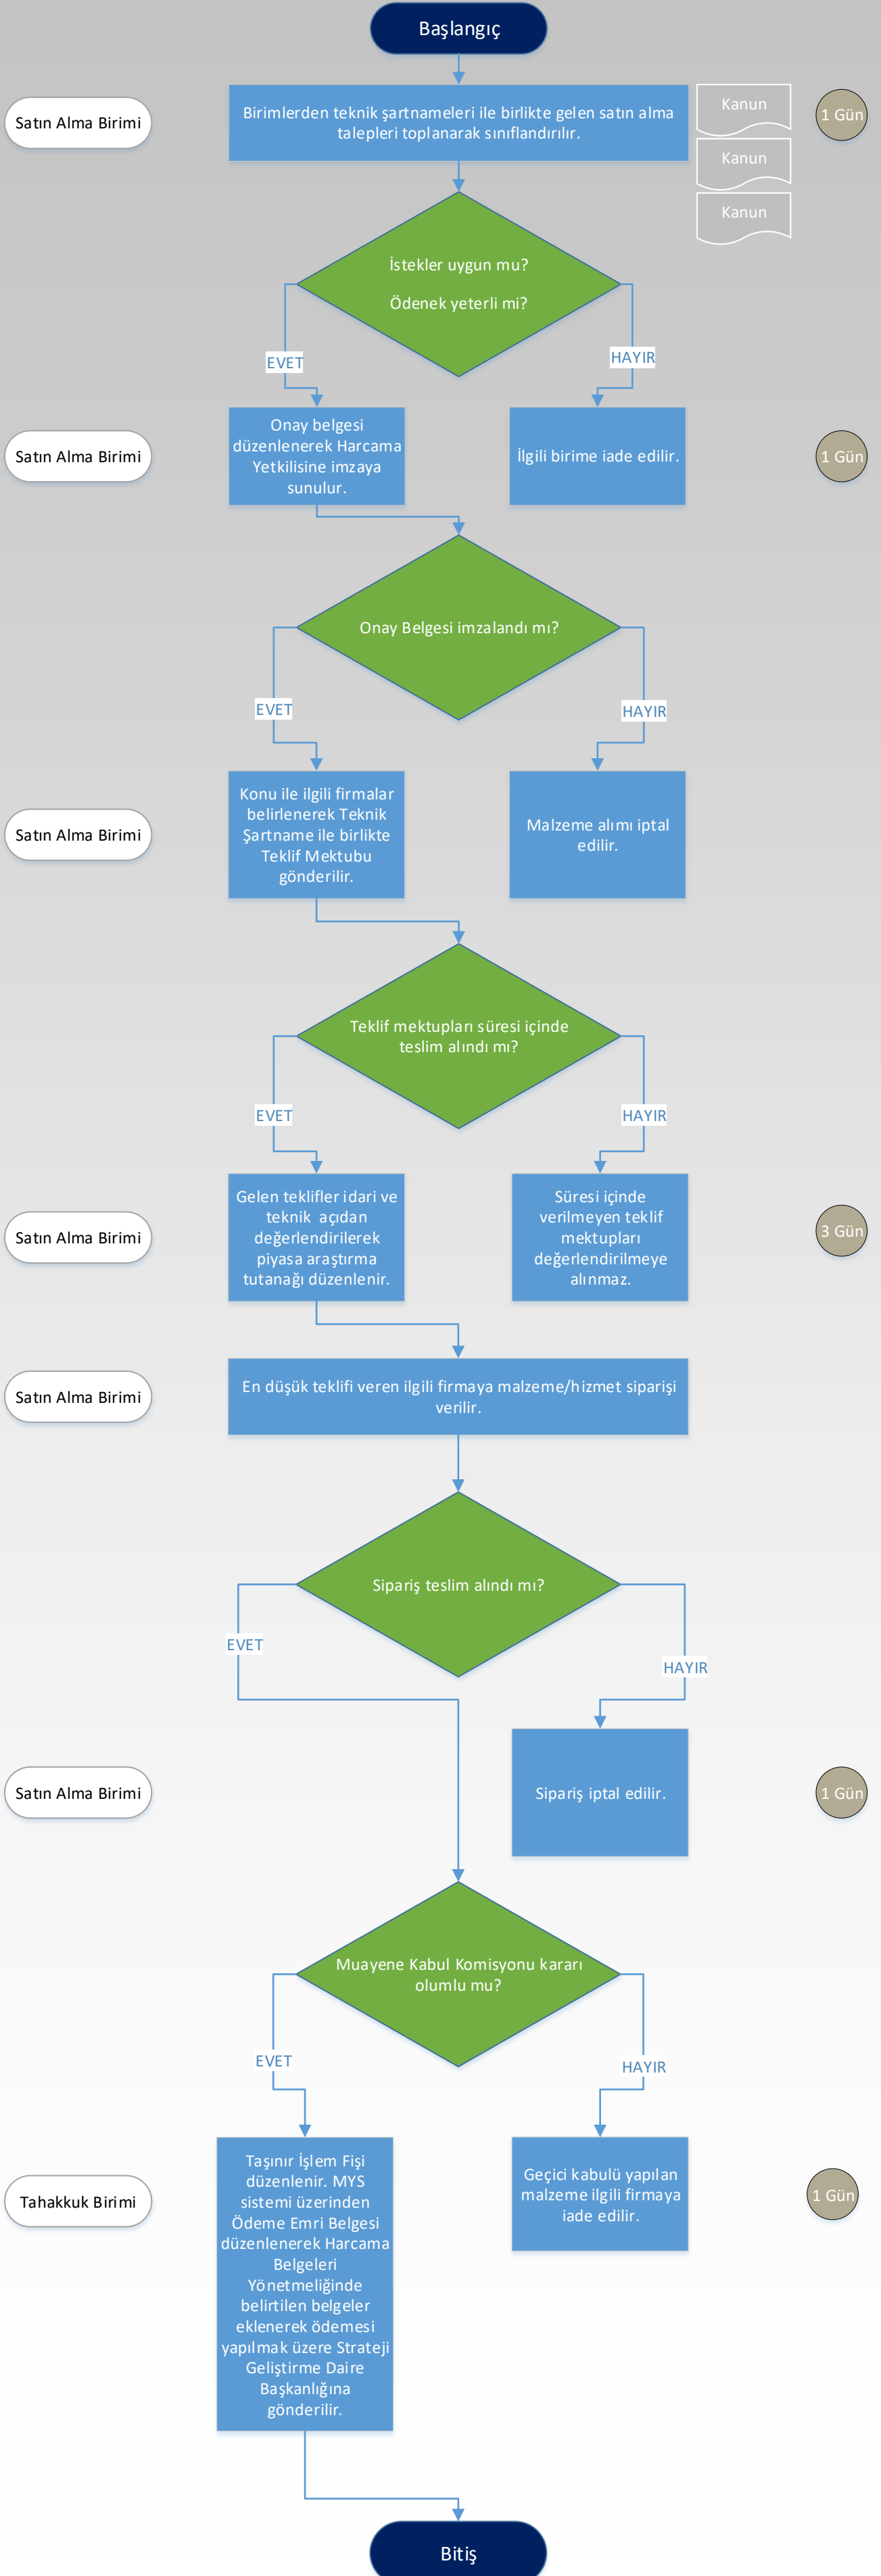 Başlangıç
Satın Alma Birimi
Birimlerden teknik şartnameleri ile birlikte gelen satın alma
talepleri toplanarak sınıflandırılır.
Kanun
Kanun
Kanun
1 Gün
İstekler uygun mu?
Ödenek yeterli mi?
EVET
HAYIR
Satın Alma Birimi
Onay belgesi
düzenlenerek Harcama
Yetkilisine imzaya
sunulur.
İlgili birime iade edilir.
1 Gün
Onay Belgesi imzalandı mı?
EVET
HAYIR
Satın Alma Birimi
Konu ile ilgili firmalar
belirlenerek Teknik
Şartname ile birlikte
Teklif Mektubu
gönderilir.
Malzeme alımı iptal
edilir.
Teklif mektupları süresi içinde
teslim alındı mı?
EVET
HAYIR
Satın Alma Birimi
Gelen teklifler idari ve
teknik açıdan
değerlendirilerek
piyasa araştırma
tutanağı düzenlenir.
Süresi içinde
verilmeyen teklif
mektupları
değerlendirilmeye
alınmaz.
3 Gün
Satın Alma Birimi
En düşük teklifi veren ilgili firmaya malzeme/hizmet siparişi
verilir.
Sipariş teslim alındı mı?
EVET
HAYIR
Satın Alma Birimi
Sipariş iptal edilir.
1 Gün
Muayene Kabul Komisyonu kararı
olumlu mu?
EVET
HAYIR
Tahakkuk Birimi
Taşınır İşlem Fişi
düzenlenir. MYS
sistemi üzerinden
Ödeme Emri Belgesi
düzenlenerek Harcama
Belgeleri
Yönetmeliğinde
belirtilen belgeler
eklenerek ödemesi
yapılmak üzere Strateji
Geliştirme Daire
Başkanlığına
gönderilir.
Geçici kabulü yapılan
malzeme ilgili firmaya
iade edilir.
1 Gün
Bitiş